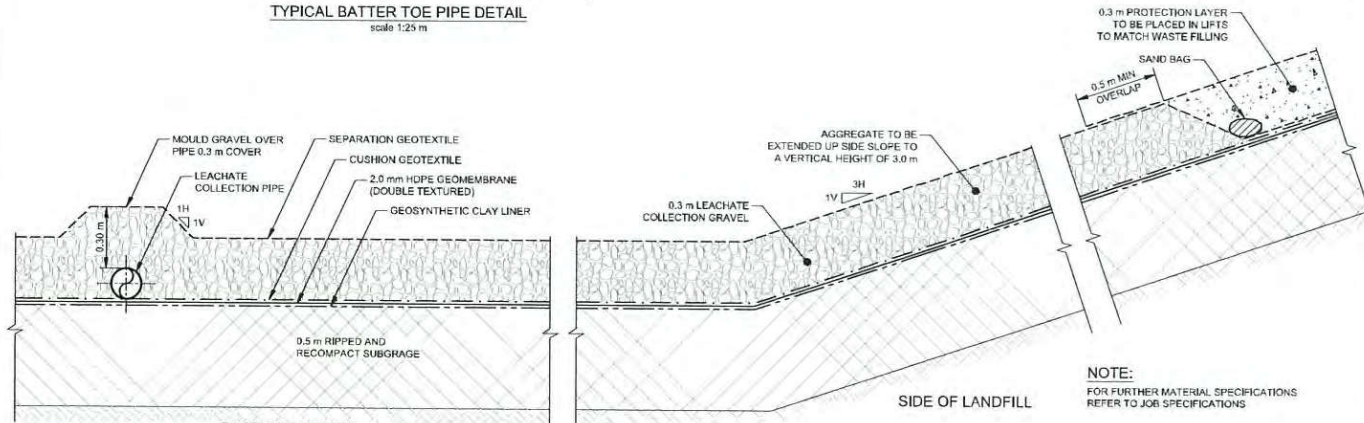 TYPICAL BATTER TOE PIPE DETAIL
scale 1:25 m
0.3 m PROTECTION LAYER
TO BE PLACED IN LIFTS
TO MATCH WASTE FILLING
SAND BAG
0.5 m MIN
OVERLAP
MOULD GRAVEL OVER
PIPE 0.3 m COVER
LEACHATE
COLLECTION PIPE
SEPARATION GEOTEXTILE
CUSHION GEOTEXTILE
2.0 mm HDPE GEOMEMBRANE
(DOUBLE TEXTURED)
GEOSYNTHETIC CLAY LINER
1H
1V
0.30 m
AGGREGATE TO BE
EXTENDED UP SIDE SLOPE TO
A VERTICAL HEIGHT OF 3.0 m
3H
1V
0.3 m LEACHATE
COLLECTION GRAVEL
0.5 m RIPPED AND
RECOMPACT SUBGRAGE
SIDE OF LANDFILL
NOTE:
FOR FURTHER MATERIAL SPECIFICATIONS
REFER TO JOB SPECIFICATIONS